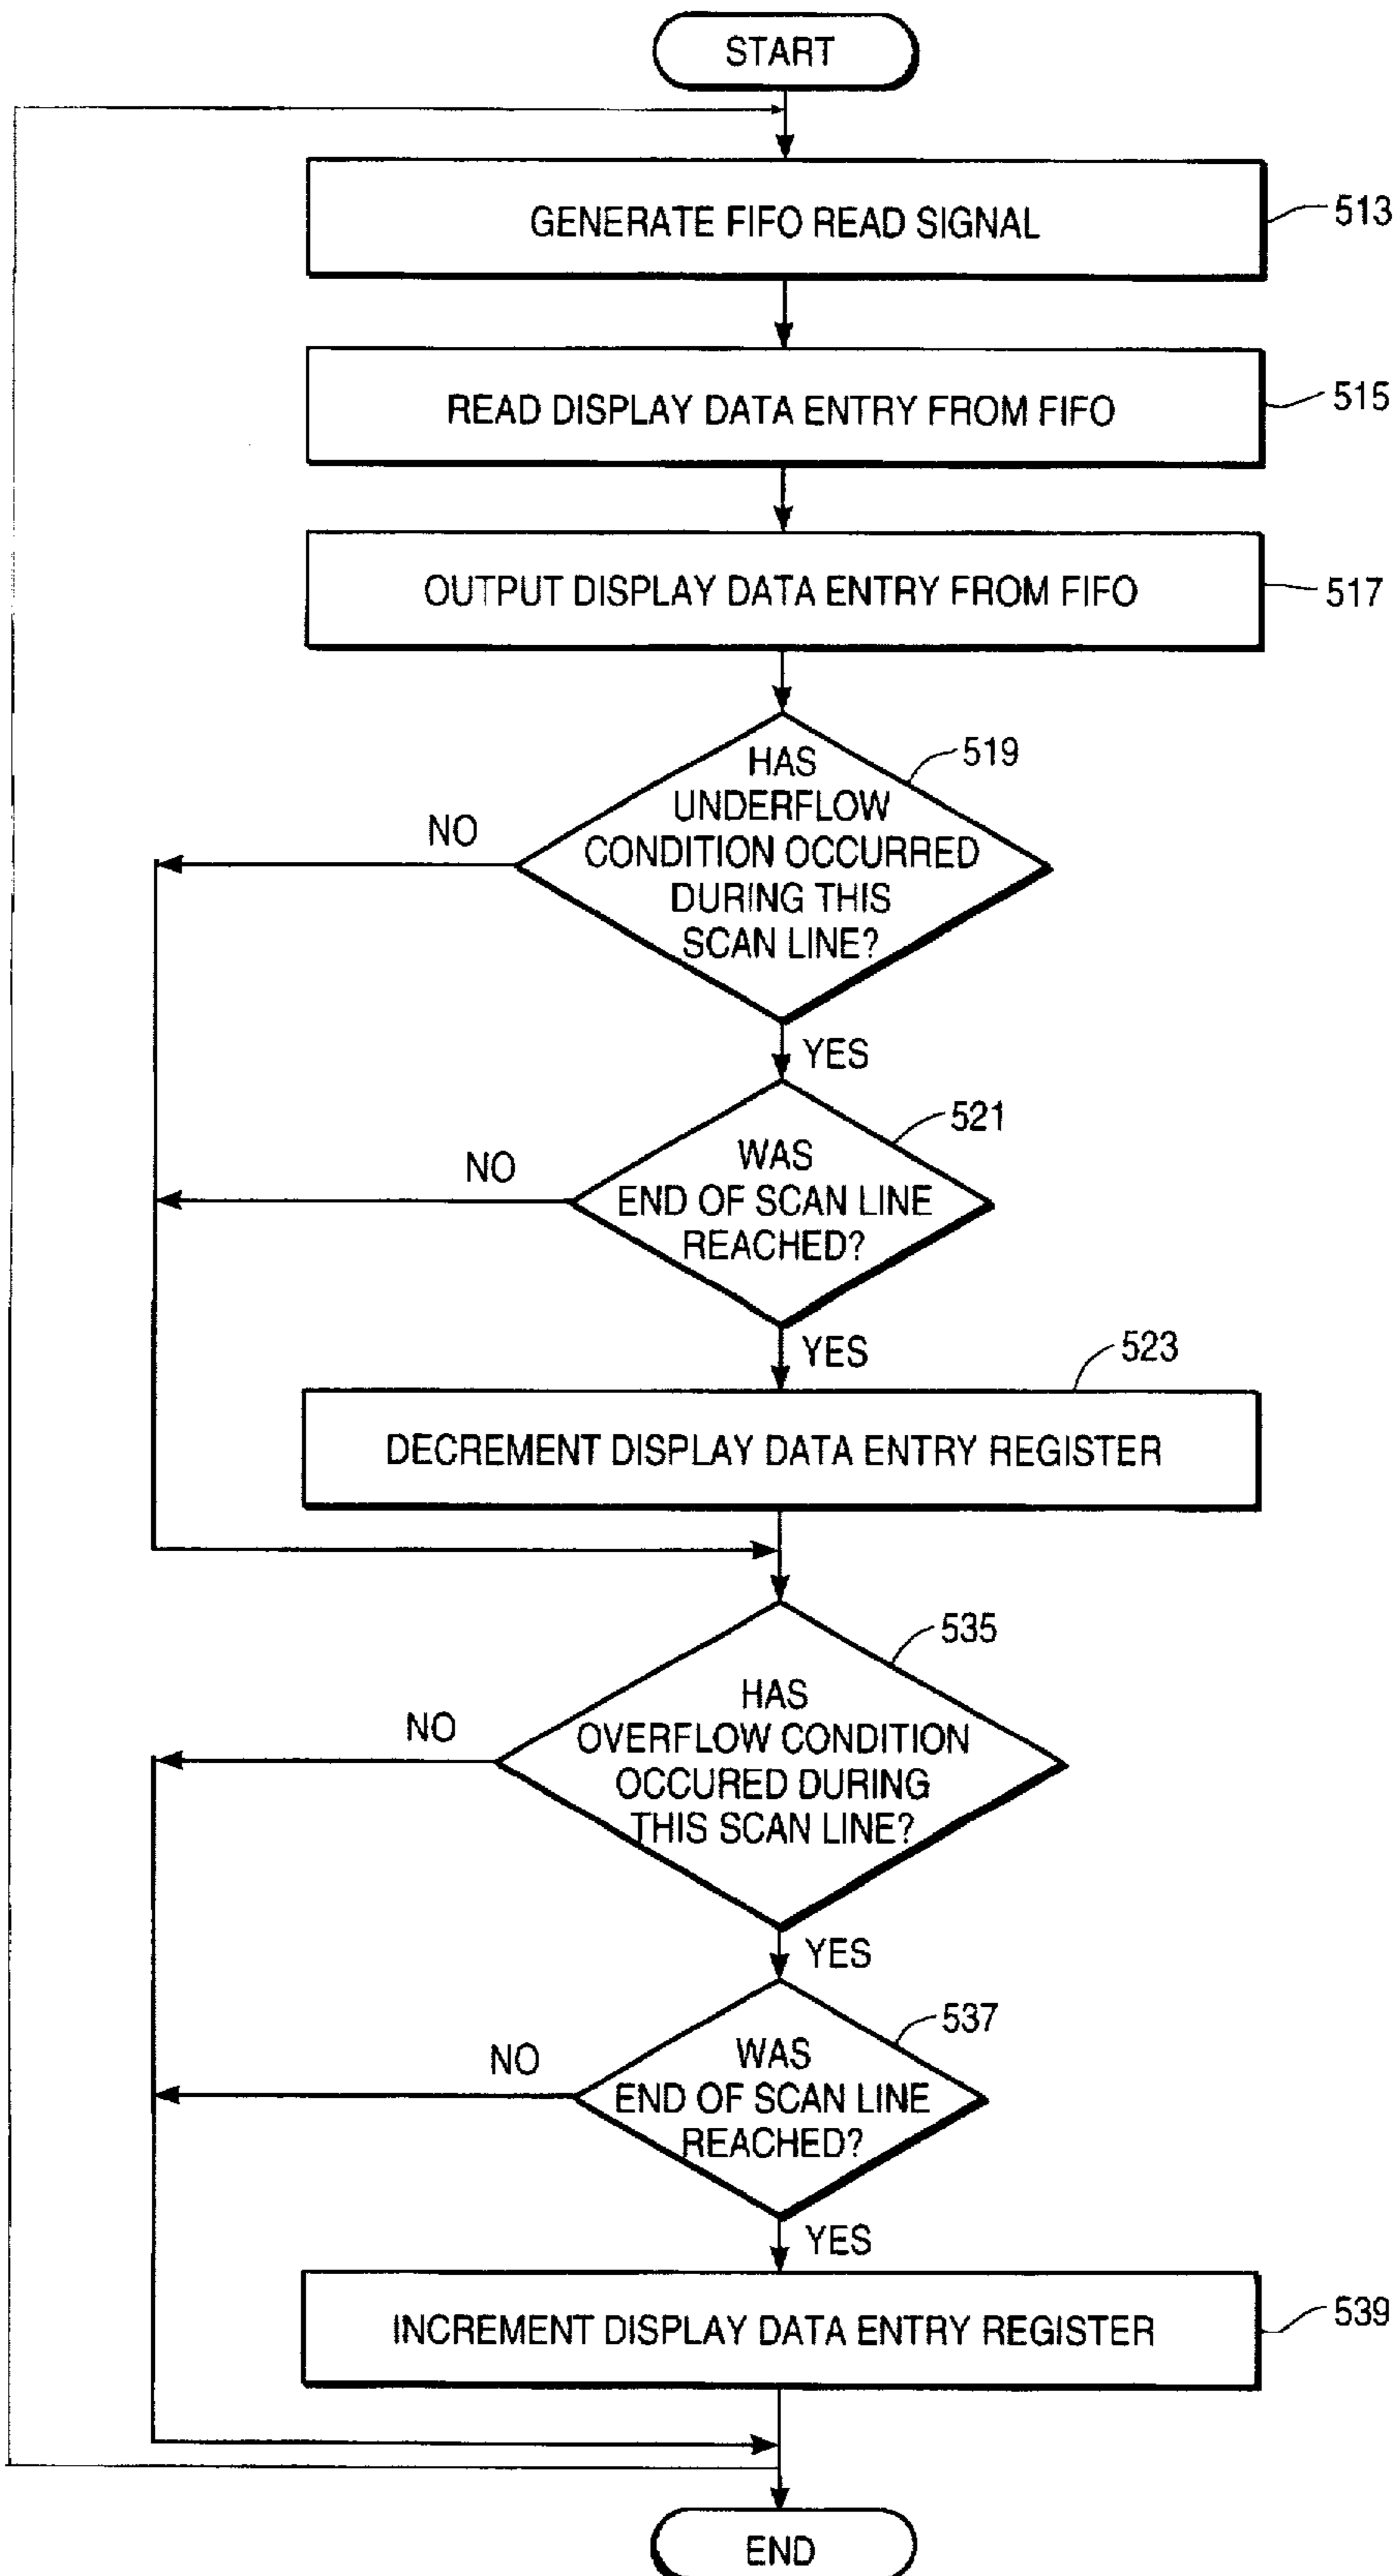 START
GENERATE FIFO READ SIGNAL
513
READ DISPLAY DATA ENTRY FROM FIFO
515
OUTPUT DISPLAY DATA ENTRY FROM FIFO
517
HAS
UNDERFLOW
CONDITION OCCURRED
DURING THIS
SCAN LINE?
519
NO
YES
WAS
END OF SCAN LINE
REACHED?
521
NO
YES
523
DECREMENT DISPLAY DATA ENTRY REGISTER
535
HAS
OVERFLOW CONDITION
OCCURED DURING
THIS SCAN LINE?
NO
YES
537
WAS
END OF SCAN LINE
REACHED?
NO
YES
INCREMENT DISPLAY DATA ENTRY REGISTER
539
END